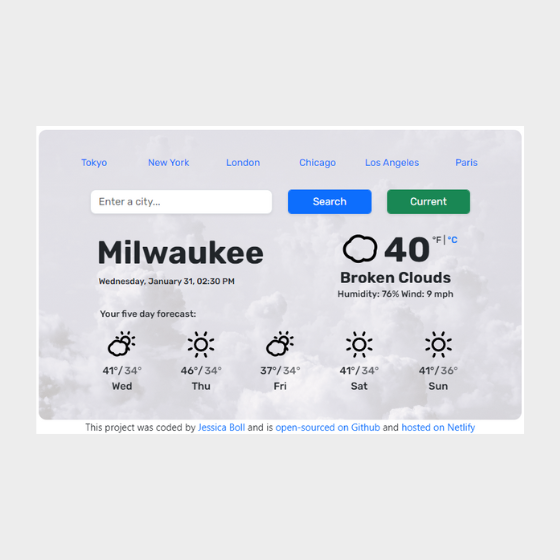 Tokyo New York London Chicago Los Angeles Paris
Enter a city... Search Current
Milwaukee
Wednesday, January 31, 02:30 PM
40 °F | °C
Broken Clouds
Humidity: 76% Wind: 9 mph
Your five day forecast:
41°/ 34° 46°/ 34° 37°/ 34° 41°/ 34° 41°/ 36°
Wed Thu Fri Sat Sun
This project was coded by Jessica Boll and is open-sourced on Github and hosted on Netlify